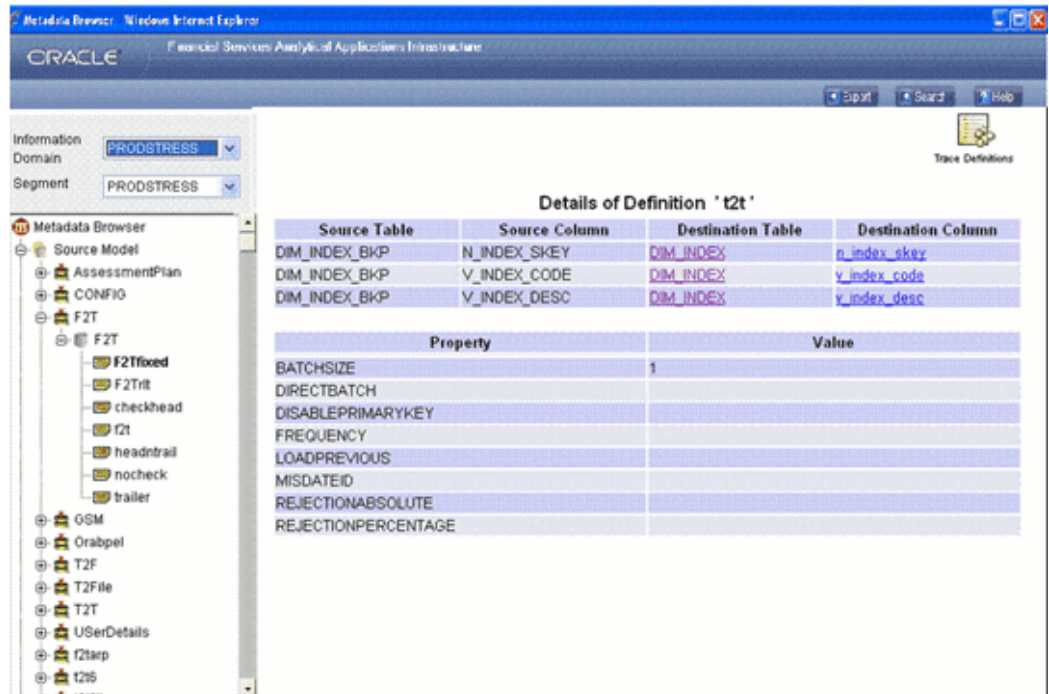 Metadata Browser - Windows Internet Explorer
ORACLE Financial Services Analytical Applications Infrastructure
Export Search ? Help
Information Domain PRODSTRESS
Segment PRODSTRESS
Trace Definitions
Metadata Browser
Source Model
AssessmentPlan
CONFIG
F2T
F2T
F2Tfixed
F2Trlt
checkhead
f2t
headntrail
nocheck
trailer
GSM
Orabpel
T2F
T2File
T2T
USerDetails
f2tarp
t2t6
Details of Definition 't2t'
Source Table Source Column Destination Table Destination Column
DIM_INDEX_BKP N_INDEX_SKEY DIM_INDEX n_index_skey
DIM_INDEX_BKP V_INDEX_CODE DIM_INDEX v_index_code
DIM_INDEX_BKP V_INDEX_DESC DIM_INDEX v_index_desc
Property Value
BATCHSIZE 1
DIRECTBATCH
DISABLEPRIMARYKEY
FREQUENCY
LOADPREVIOUS
MISDATEID
REJECTIONABSOLUTE
REJECTIONPERCENTAGE